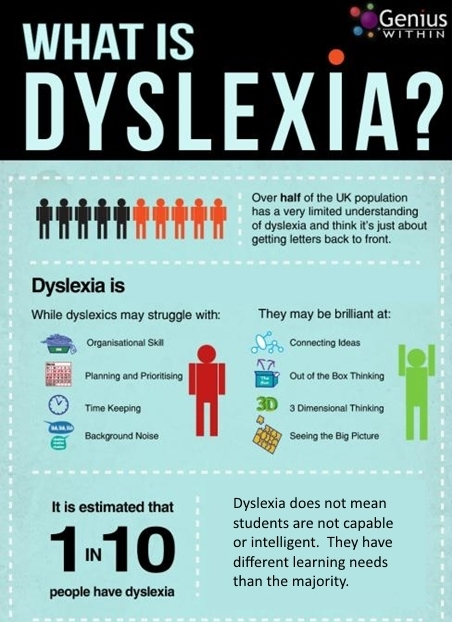 Genius
WITHIN
WHAT IS
DYSLEXIA?
Over half of the UK population
has a very limited understanding
of dyslexia and think it's just about
getting letters back to front.
Dyslexia is
While dyslexics may struggle with:
Organisational Skill
Planning and Prioritising
Time Keeping
Background Noise
They may be brilliant at:
Connecting Ideas
Out of the Box Thinking
3D
3 Dimensional Thinking
Seeing the Big Picture
It is estimated that
1 IN 10
people have dyslexia
Dyslexia does not mean
students are not capable
or intelligent. They have
different learning needs
than the majority.